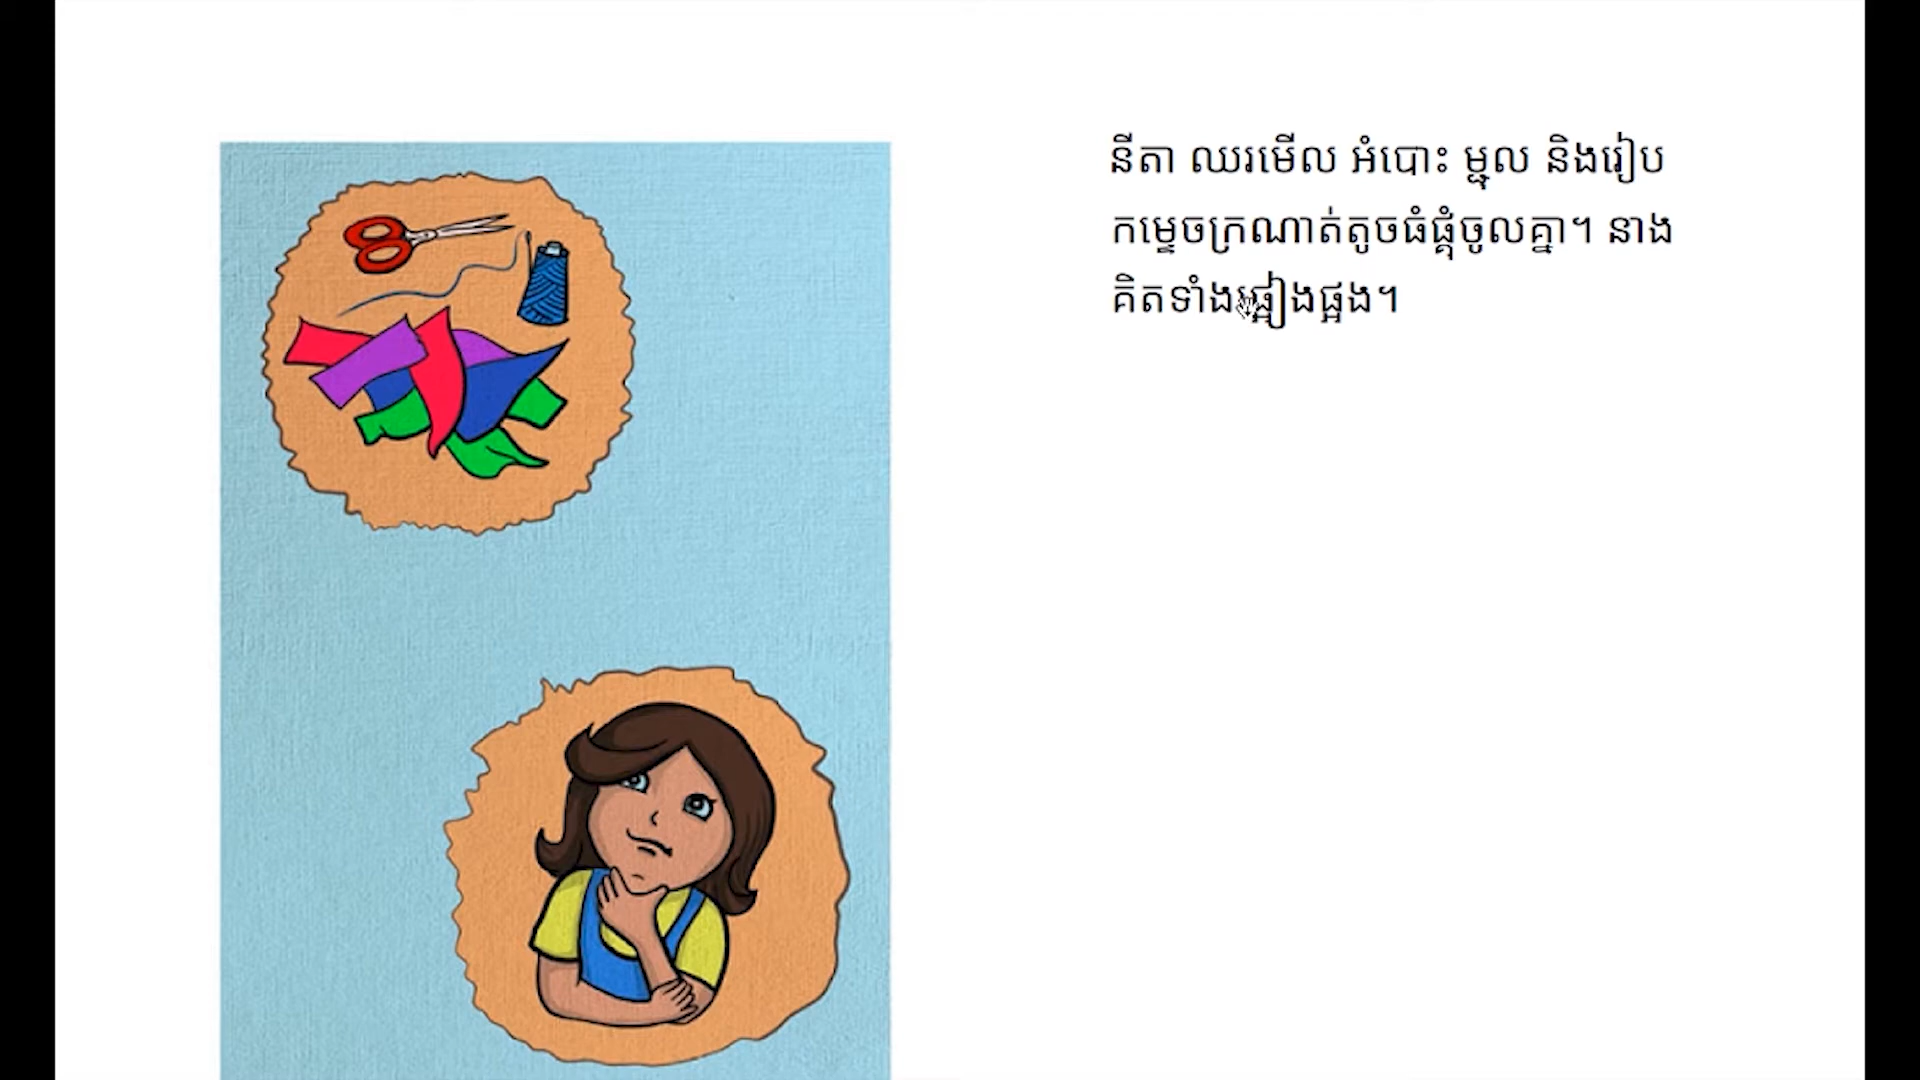 នីតា ឈរមើល អំបោះ ម្ជុល និងរៀប
កម្ទេចក្រណាត់តូចធំផ្គុំចូលគ្នា។ នាង
គិតទាំងផ្អៀងផ្អង។